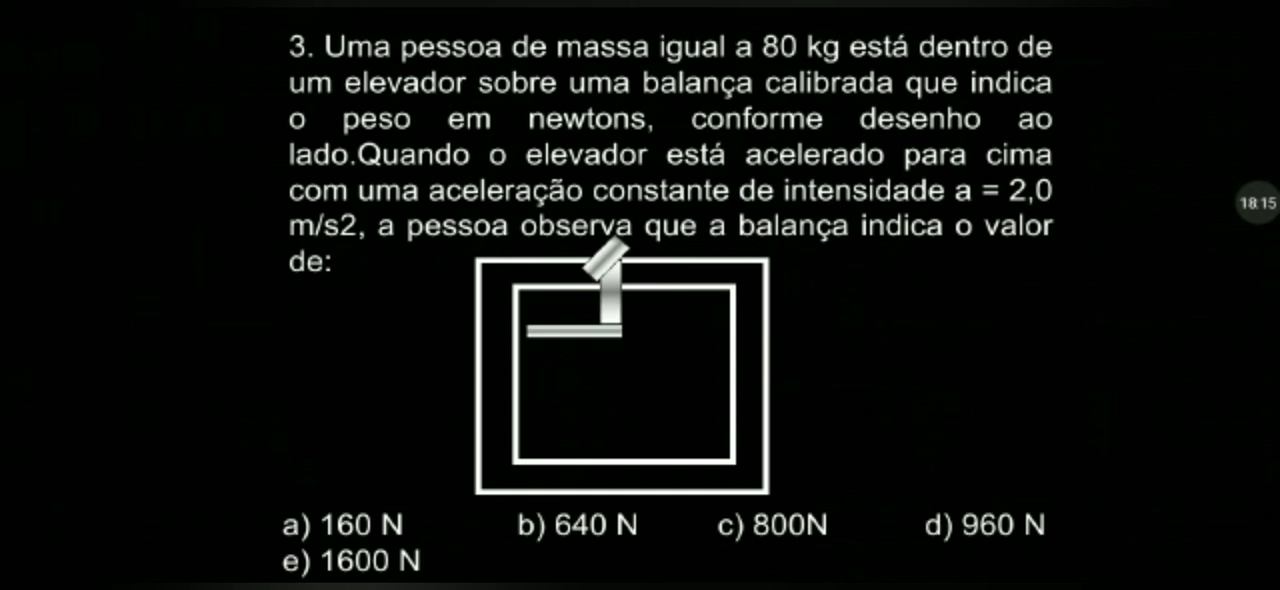 3. Uma pessoa de massa igual a 80 kg está dentro de
um elevador sobre uma balança calibrada que indica
o peso em newtons, conforme desenho ao
lado.Quando o elevador está acelerado para cima
com uma aceleração constante de intensidade a = 2,0
m/s2, a pessoa observa que a balança indica o valor
de:
18:15
a) 160 N b) 640 N c) 800N d) 960 N
e) 1600 N